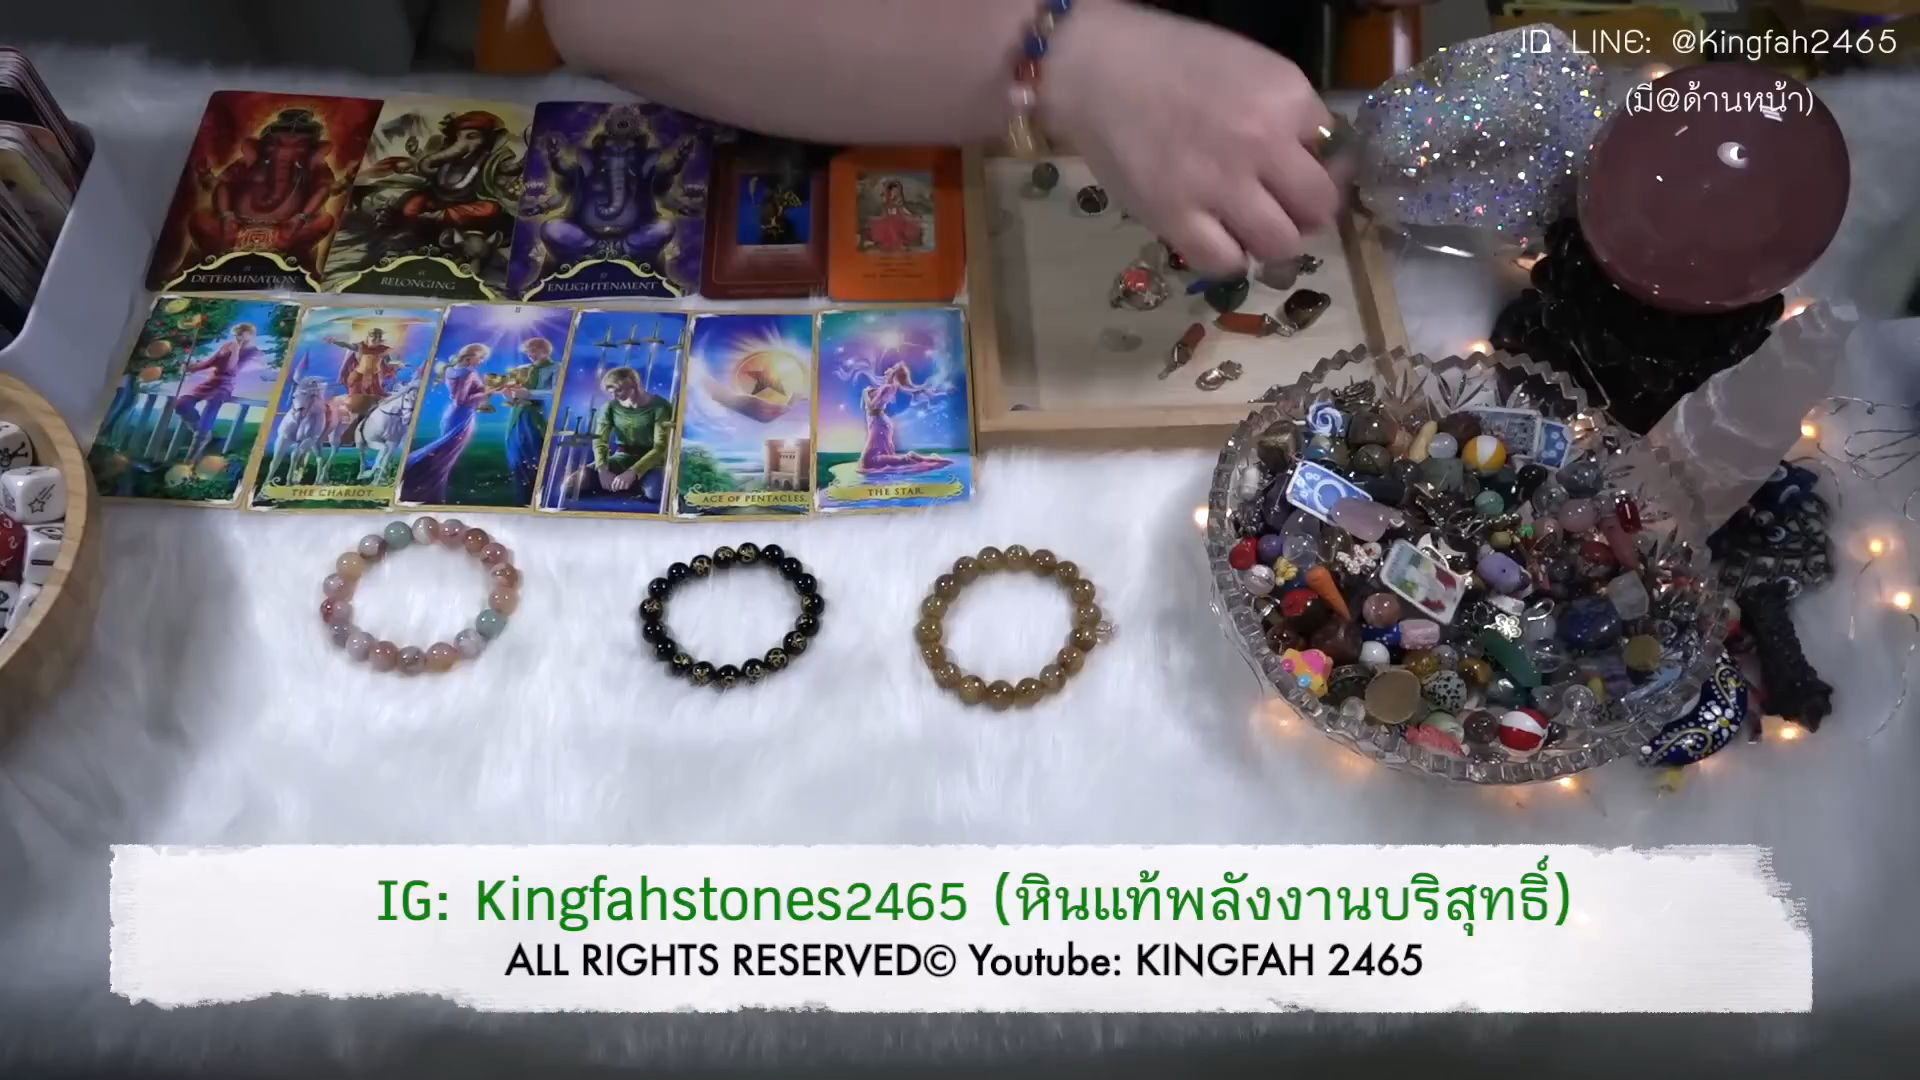 ID LINE: @Kingfah2465
(มี@ด้านหน้า)
DETERMINATION
BELONGING
ENLIGHTENMENT
VII
II
THE CHARIOT.
ACE OF PENTACLES.
THE STAR.
IG: Kingfahstones2465 (หินแท้พลังงานบริสุทธิ์)
ALL RIGHTS RESERVED© Youtube: KINGFAH 2465